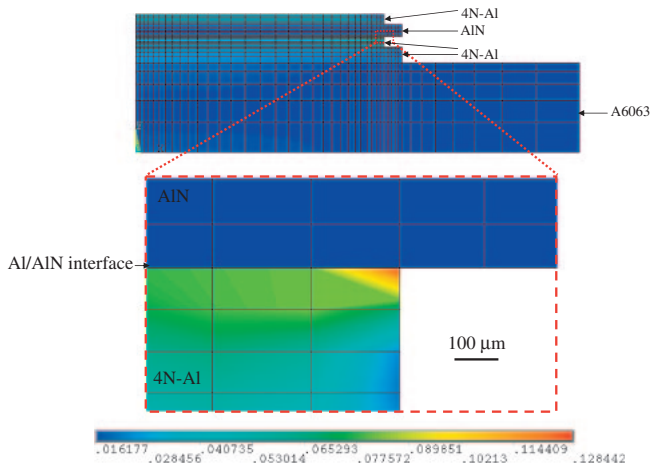 4N-Al
AlN
4N-Al
A6063
AlN
Al/AlN interface
100 μm
4N-Al
.016177 .040735 .065293 .089851 .114409
.028456 .053014 .077572 .10213 .128442